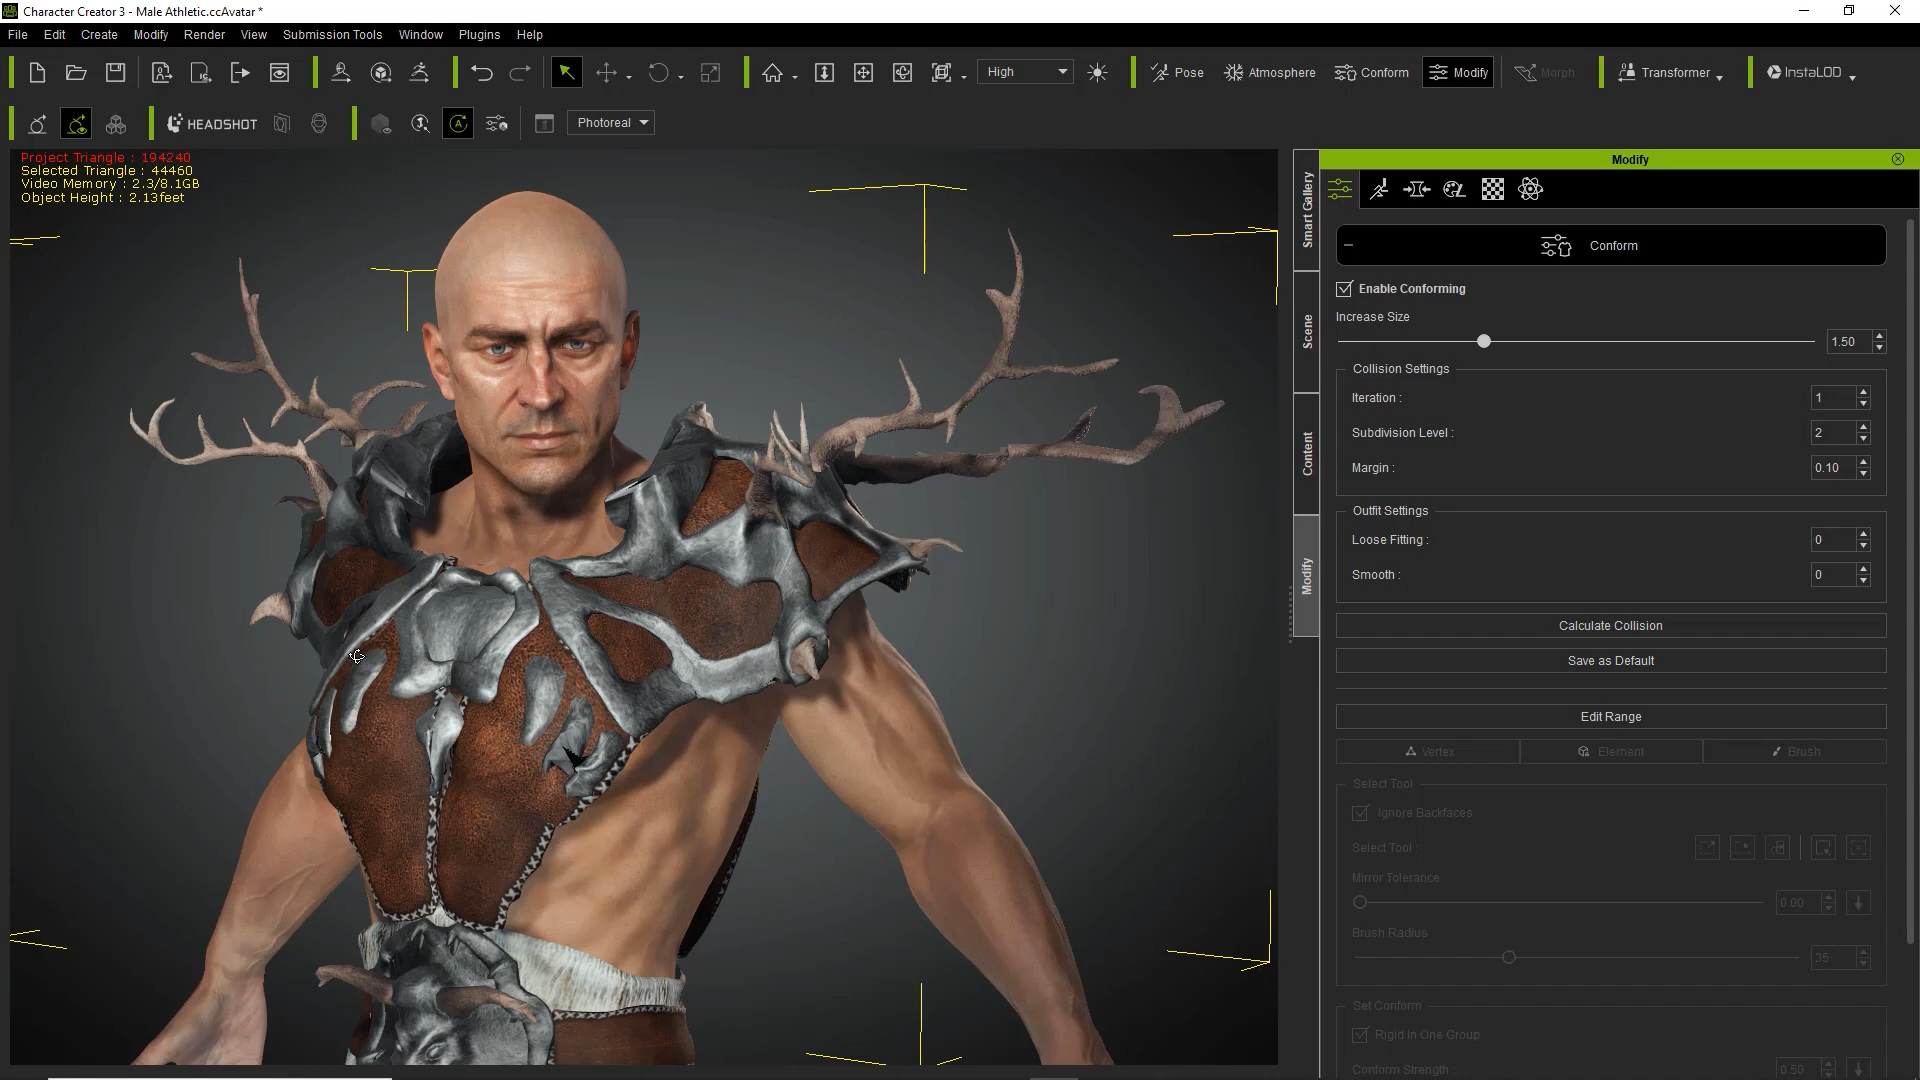 Character Creator 3 - Male Athletic.ccAvatar *
File Edit Create Modify Render View Submission Tools Window Plugins Help
High Pose Atmosphere Conform Modify Morph Transformer InstaLOD
HEADSHOT Photoreal
Project Triangle : 194240
Selected Triangle : 44460
Video Memory : 2.3/8.1GB
Object Height : 2.13feet
Smart Gallery
Scene
Content
Modify
Modify
Conform
Enable Conforming
Increase Size
1.50
Collision Settings
Iteration : 1
Subdivision Level : 2
Margin : 0.10
Outfit Settings
Loose Fitting : 0
Smooth : 0
Calculate Collision
Save as Default
Edit Range
Vertex Element Brush
Select Tool
Ignore Backfaces
Select Tool :
Mirror Tolerance
0.00
Brush Radius
35
Set Conform
Rigid In One Group
Conform Strength : 0.50